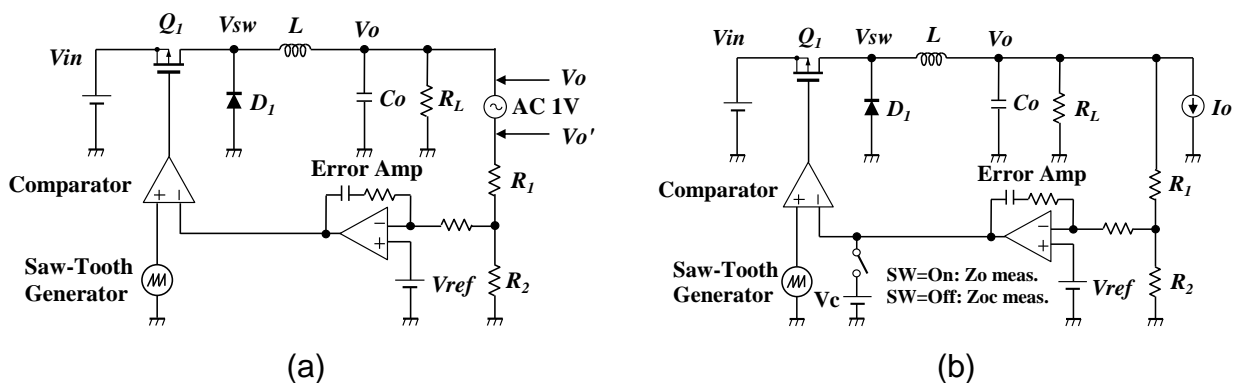 Q1 Vsw L Vo
Vin
Vo
AC 1V
Vo'
Co RL
D1
Error Amp
R1
Comparator
+ −
−
+
Saw-Tooth
Generator
Vref
R2
(a)
Q1 Vsw L Vo
Vin
Co
RL
Io
D1
Error Amp
R1
Comparator
+ −
−
+
Saw-Tooth
Generator
SW=On: Zo meas.
SW=Off: Zoc meas.
Vc
Vref
R2
(b)